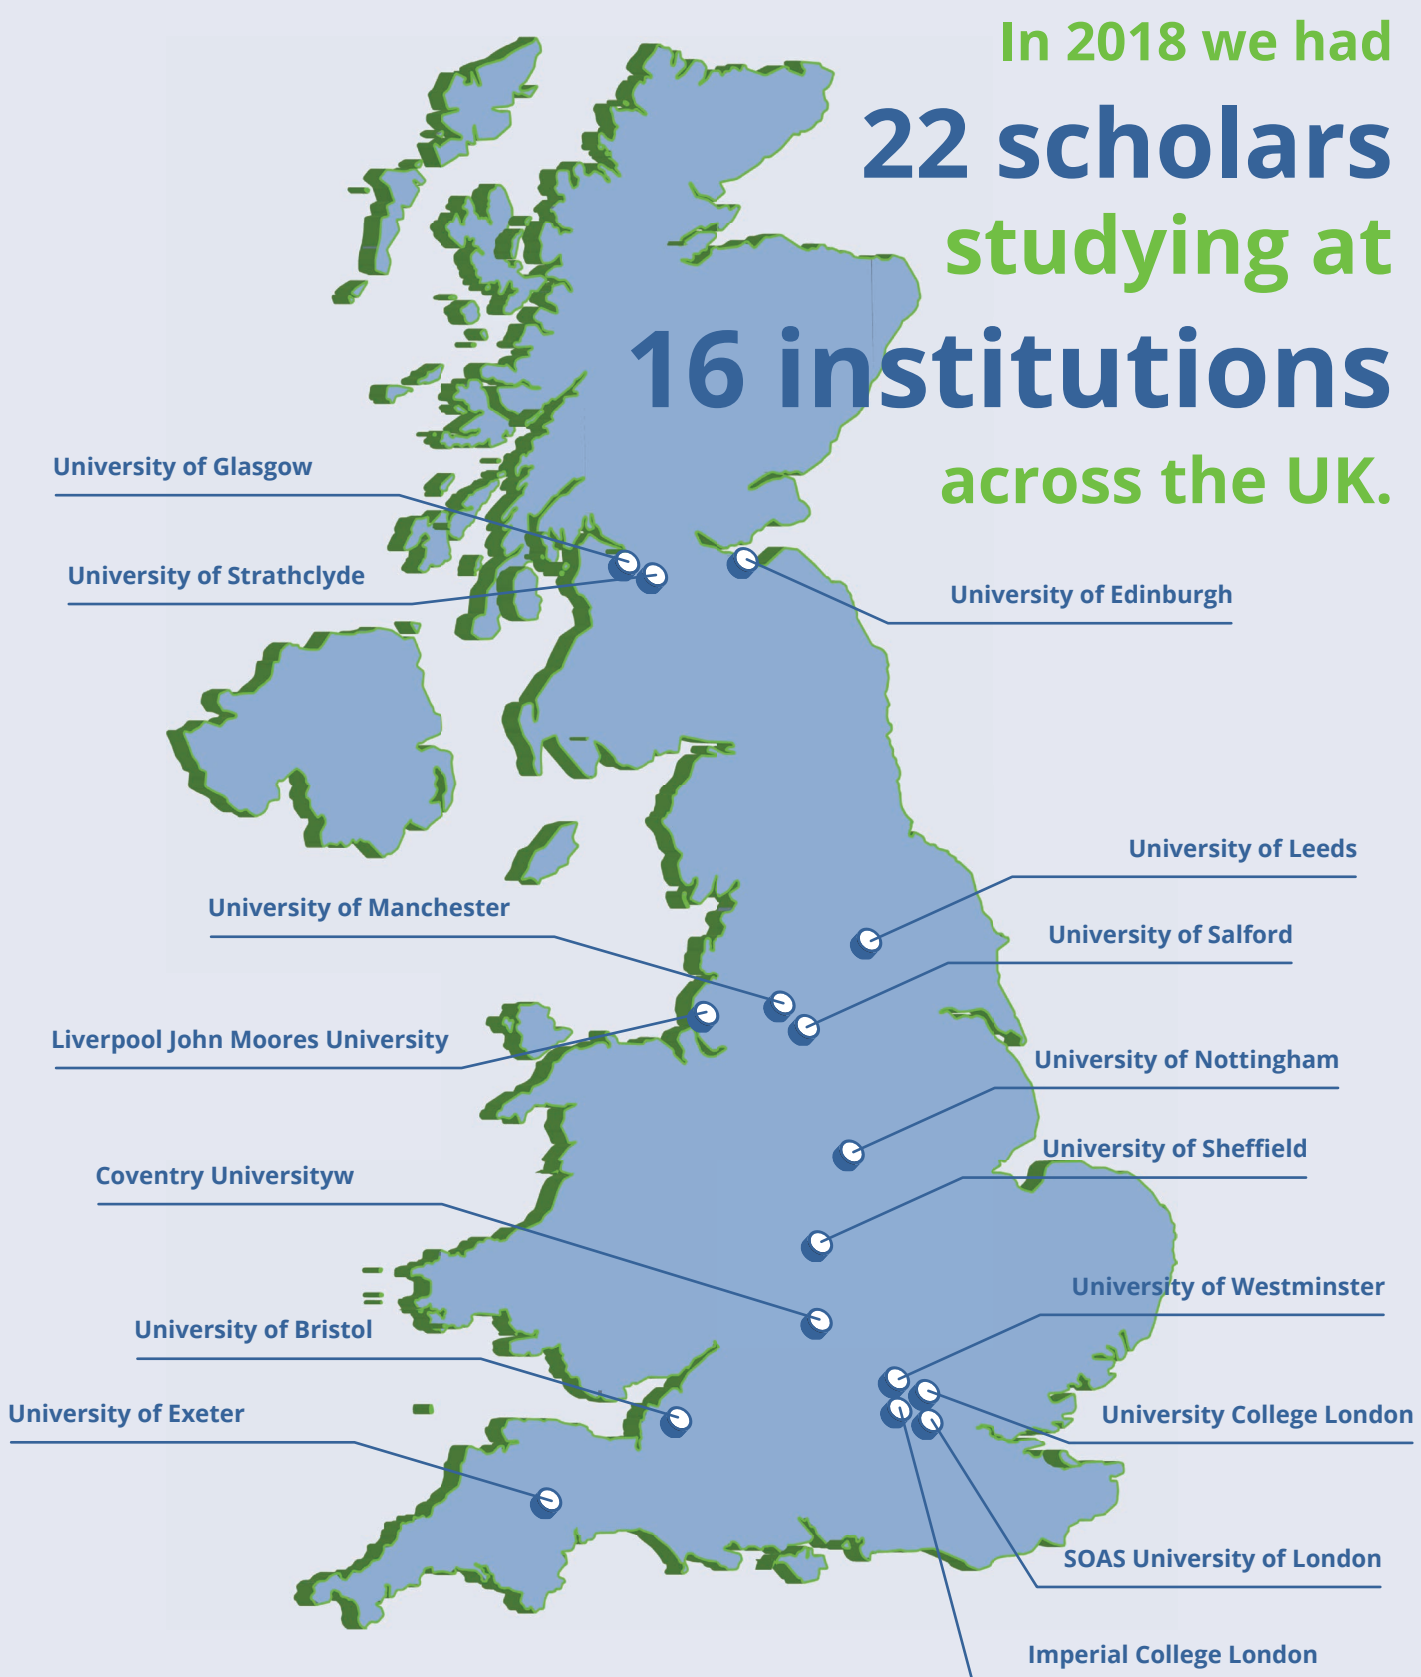 In 2018 we had
22 scholars
studying at
16 institutions
across the UK.
University of Glasgow
University of Strathclyde
University of Edinburgh
University of Leeds
University of Manchester
University of Salford
Liverpool John Moores University
University of Nottingham
University of Sheffield
Coventry Universityw
University of Westminster
University of Bristol
University of Exeter
University College London
SOAS University of London
Imperial College London